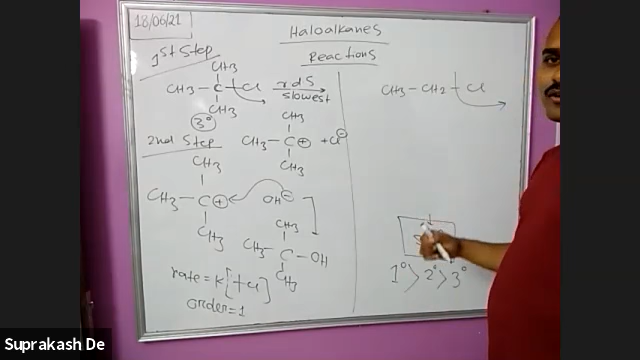 18/06/21
Haloalkanes
Reactions
1st Step
CH3
CH3 — C — Cl rds
slowest
CH3
3°
2nd Step
CH3
CH3 — C ⊕ + Cl⊖
CH3
CH3
CH3 — C ⊕ OH⊖
CH3
CH3
CH3 — C — OH
CH3
rate = K[+Cl]
order = 1
CH3 — CH2 — Cl
1° > 2° > 3°
Suprakash De